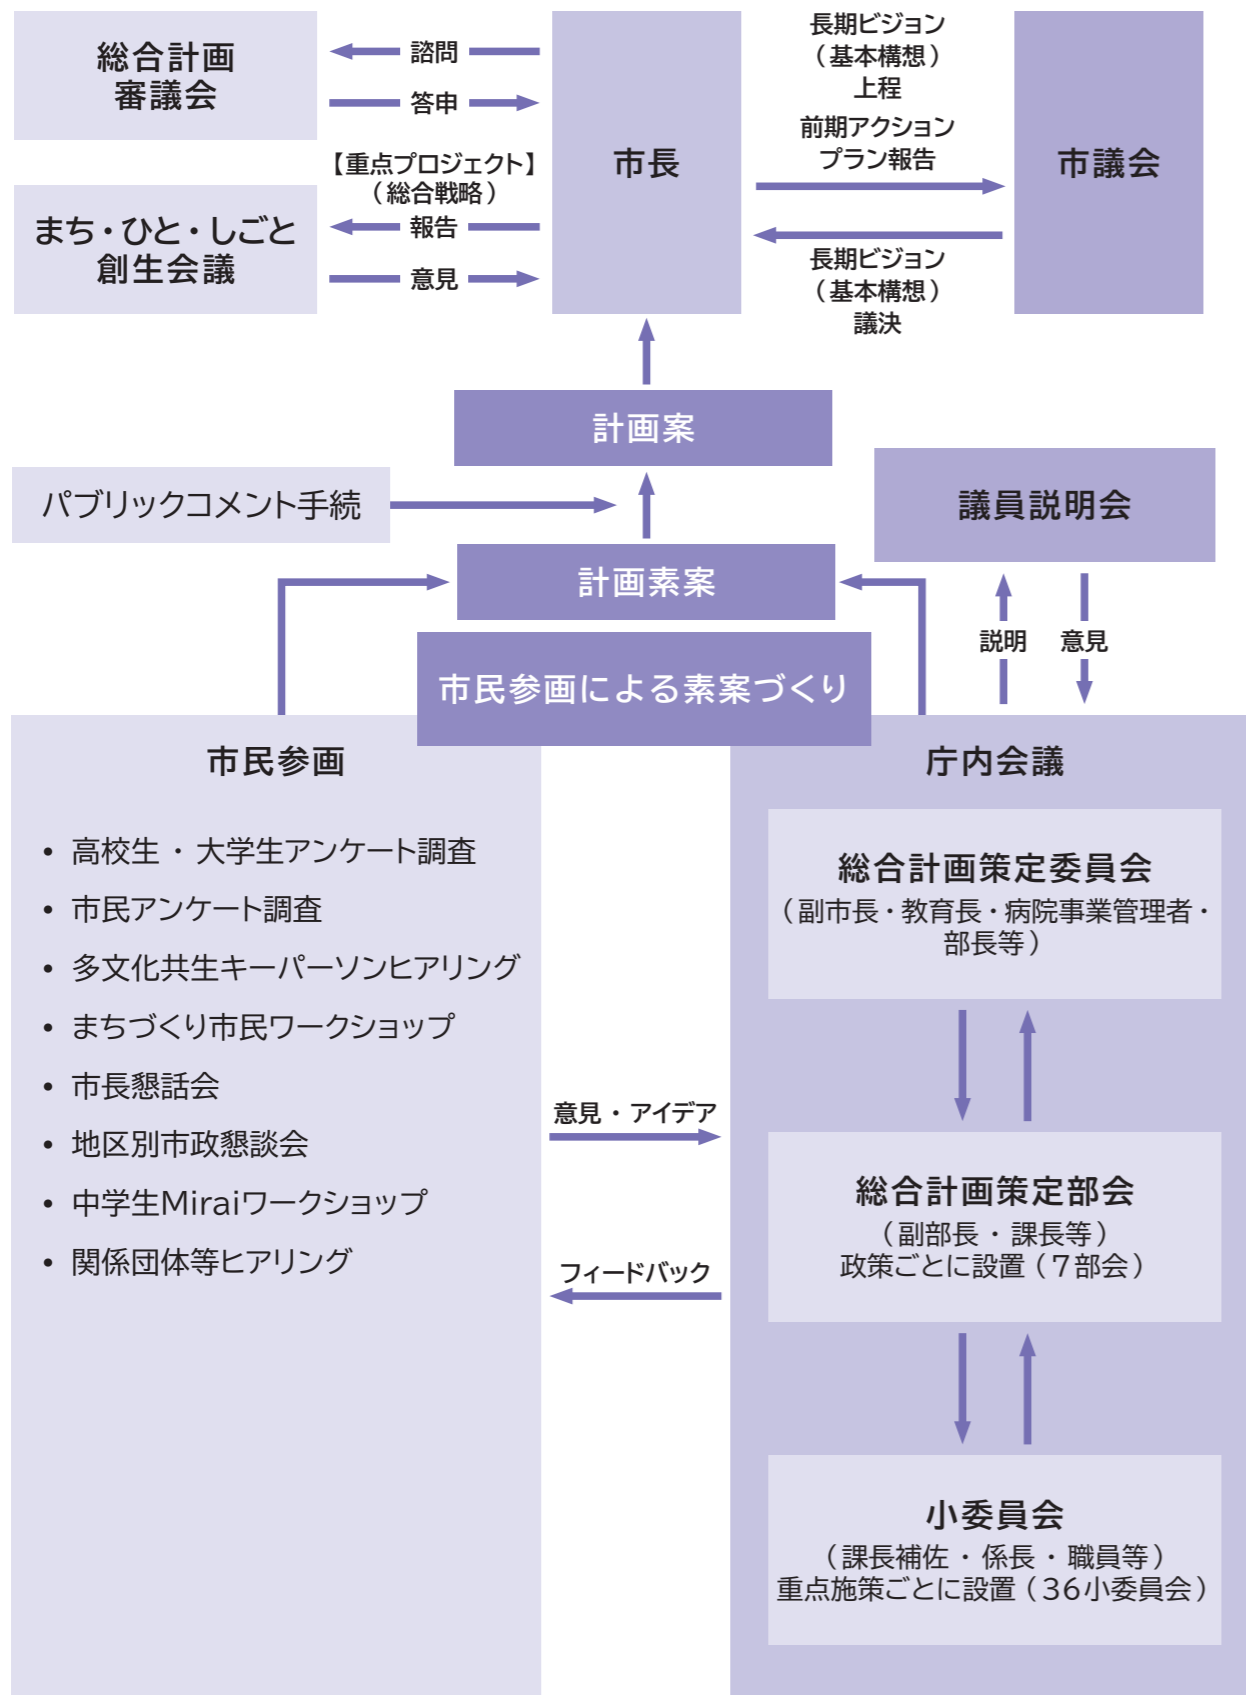 総合計画
審議会
諮問
答申
市長
長期ビジョン
（基本構想）
上程
前期アクション
プラン報告
市議会
まち・ひと・しごと
創生会議
【重点プロジェクト】
（総合戦略）
報告
意見
長期ビジョン
（基本構想）
議決
計画案
パブリックコメント手続
計画素案
議員説明会
説明
意見
市民参画による素案づくり
市民参画
• 高校生・大学生アンケート調査
• 市民アンケート調査
• 多文化共生キーパーソンヒアリング
• まちづくり市民ワークショップ
• 市長懇話会
• 地区別市政懇談会
• 中学生Miraiワークショップ
• 関係団体等ヒアリング
意見・アイデア
フィードバック
庁内会議
総合計画策定委員会
（副市長・教育長・病院事業管理者・
部長等）
総合計画策定部会
（副部長・課長等）
政策ごとに設置（7部会）
小委員会
（課長補佐・係長・職員等）
重点施策ごとに設置（36小委員会）